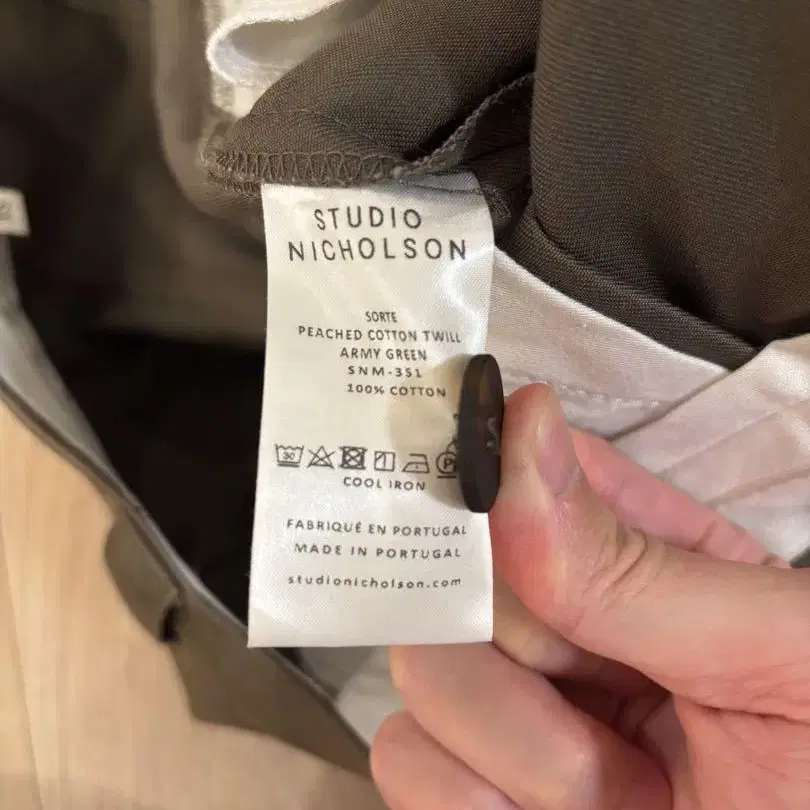 STUDIO
NICHOLSON
SORTE
PEACHED COTTON TWILL
ARMY GREEN
SNM-351
100% COTTON
30
P
COOL IRON
FABRIQUÉ EN PORTUGAL
MADE IN PORTUGAL
studionicholson.com